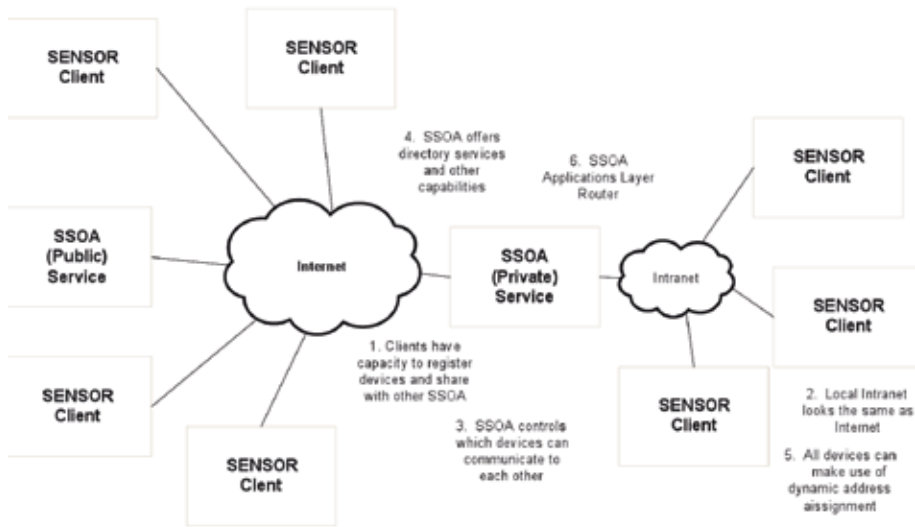 SENSOR
Client
SENSOR
Client
4. SSOA offers
directory services
and other
capabilities
6. SSOA
Applications Layer
Router
SENSOR
Client
SSOA
(Public)
Service
Internet
SSOA
(Private)
Service
Intranet
SENSOR
Client
1. Clients have
capacity to register
devices and share
with other SSOA
SENSOR
Client
3. SSOA controls
which devices can
communicate to
each other
SENSOR
Client
2. Local Intranet
looks the same as
Internet
SENSOR
Clent
5. All devices can
make use of
dynamic address
aissignment